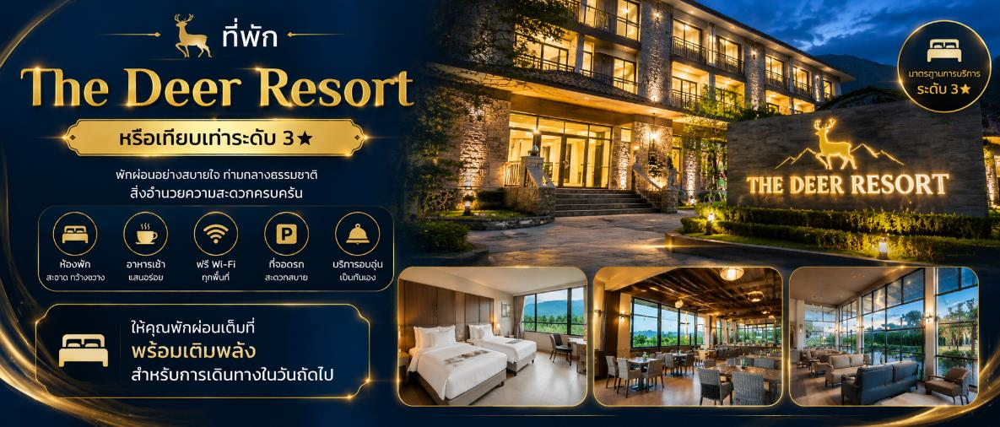 ที่พัก
The Deer Resort
หรือเทียบเท่าระดับ 3★
พักผ่อนอย่างสบายใจ ท่ามกลางธรรมชาติ
สิ่งอำนวยความสะดวกครบครัน
ห้องพัก
สะอาด กว้างขวาง
อาหารเช้า
แสนอร่อย
ฟรี Wi-Fi
ทุกพื้นที่
P
ที่จอดรถ
สะดวกสบาย
บริการอบอุ่น
เป็นกันเอง
ให้คุณพักผ่อนเต็มที่
พร้อมเติมพลัง
สำหรับการเดินทางในวันถัดไป
มาตรฐานการบริการ
ระดับ 3★
THE DEER RESORT